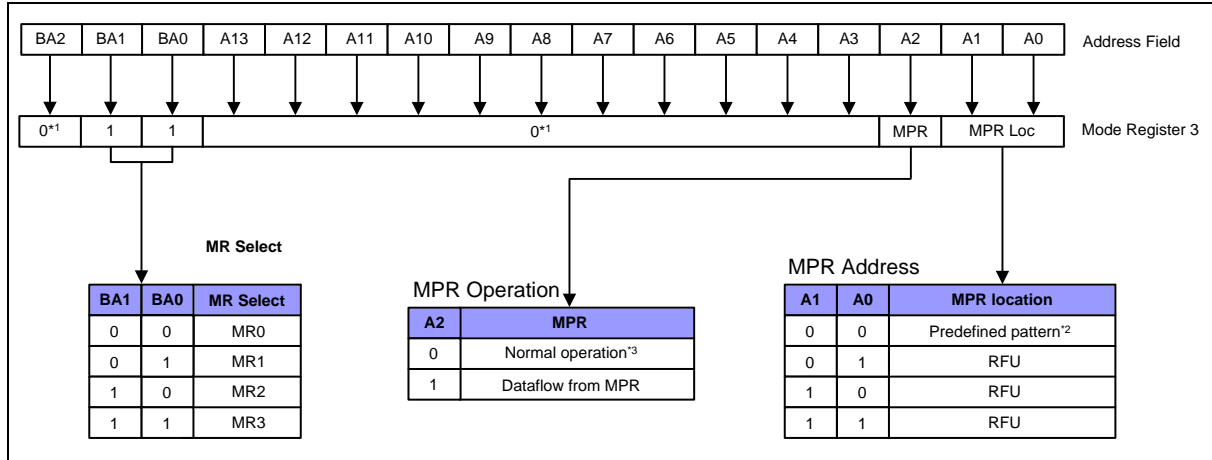 BA2 BA1 BA0 A13 A12 A11 A10 A9 A8 A7 A6 A5 A4 A3 A2 A1 A0 Address Field
0*1 1 1 0*1 MPR MPR Loc Mode Register 3
MR Select
BA1 BA0 MR Select
0 0 MR0
0 1 MR1
1 0 MR2
1 1 MR3
MPR Operation
A2 MPR
0 Normal operation*3
1 Dataflow from MPR
MPR Address
A1 A0 MPR location
0 0 Predefined pattern*2
0 1 RFU
1 0 RFU
1 1 RFU